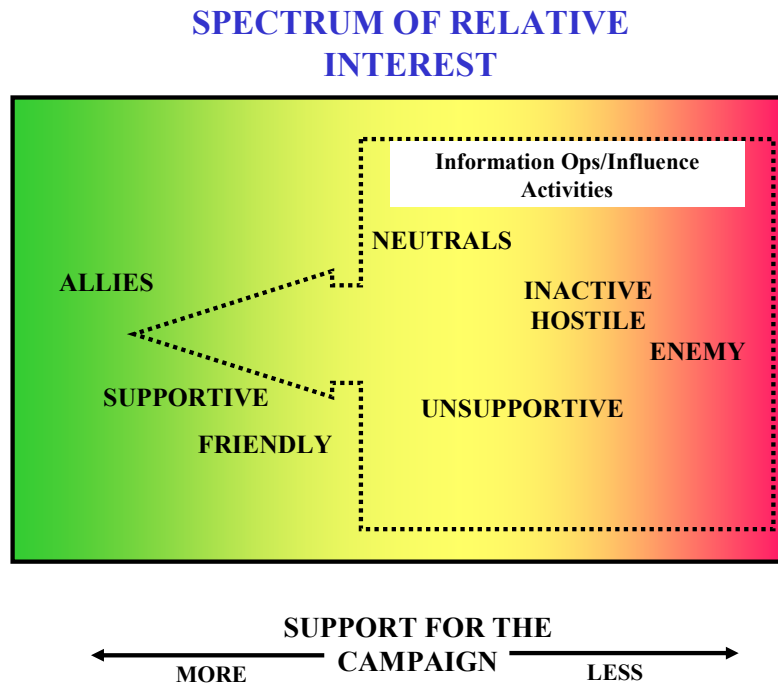 SPECTRUM OF RELATIVE
INTEREST
Information Ops/Influence
Activities
NEUTRALS
ALLIES
INACTIVE
HOSTILE
ENEMY
SUPPORTIVE
UNSUPPORTIVE
FRIENDLY
SUPPORT FOR THE
CAMPAIGN
MORE
LESS